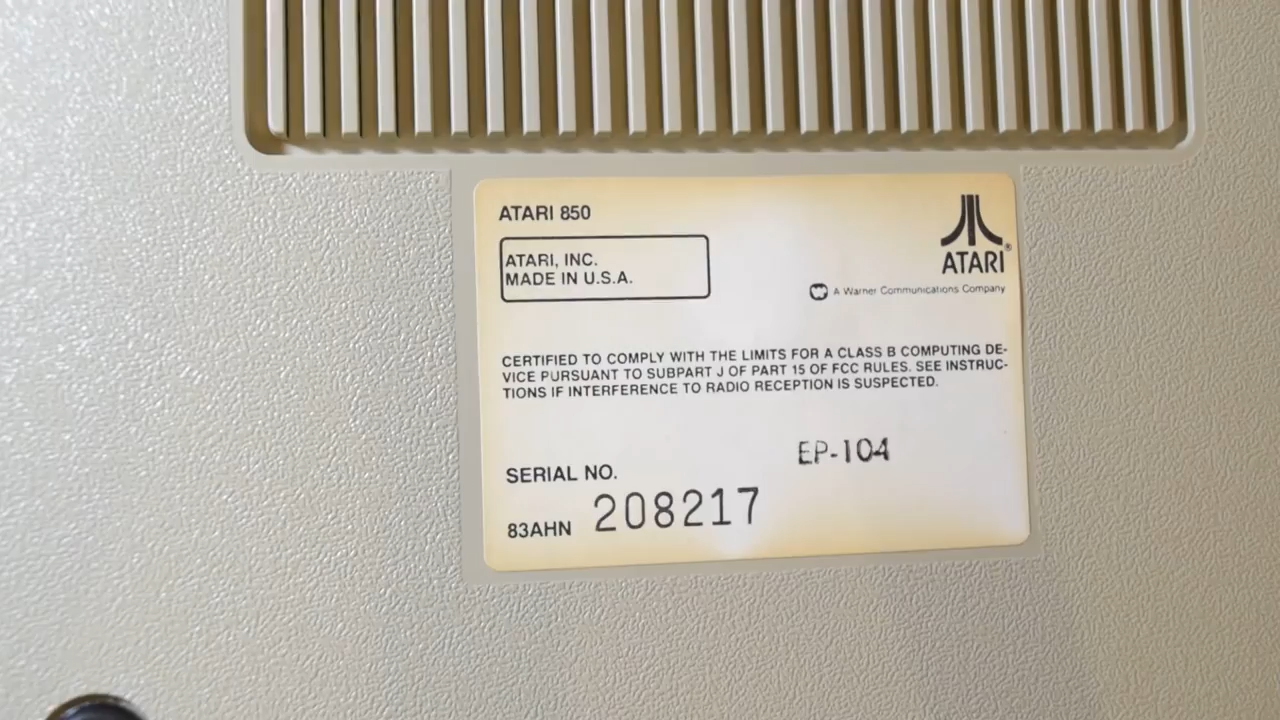 ATARI 850
ATARI, INC.
MADE IN U.S.A.
ATARI®
A Warner Communications Company
CERTIFIED TO COMPLY WITH THE LIMITS FOR A CLASS B COMPUTING DE-
VICE PURSUANT TO SUBPART J OF PART 15 OF FCC RULES. SEE INSTRUC-
TIONS IF INTERFERENCE TO RADIO RECEPTION IS SUSPECTED.
EP-104
SERIAL NO.
83AHN 208217